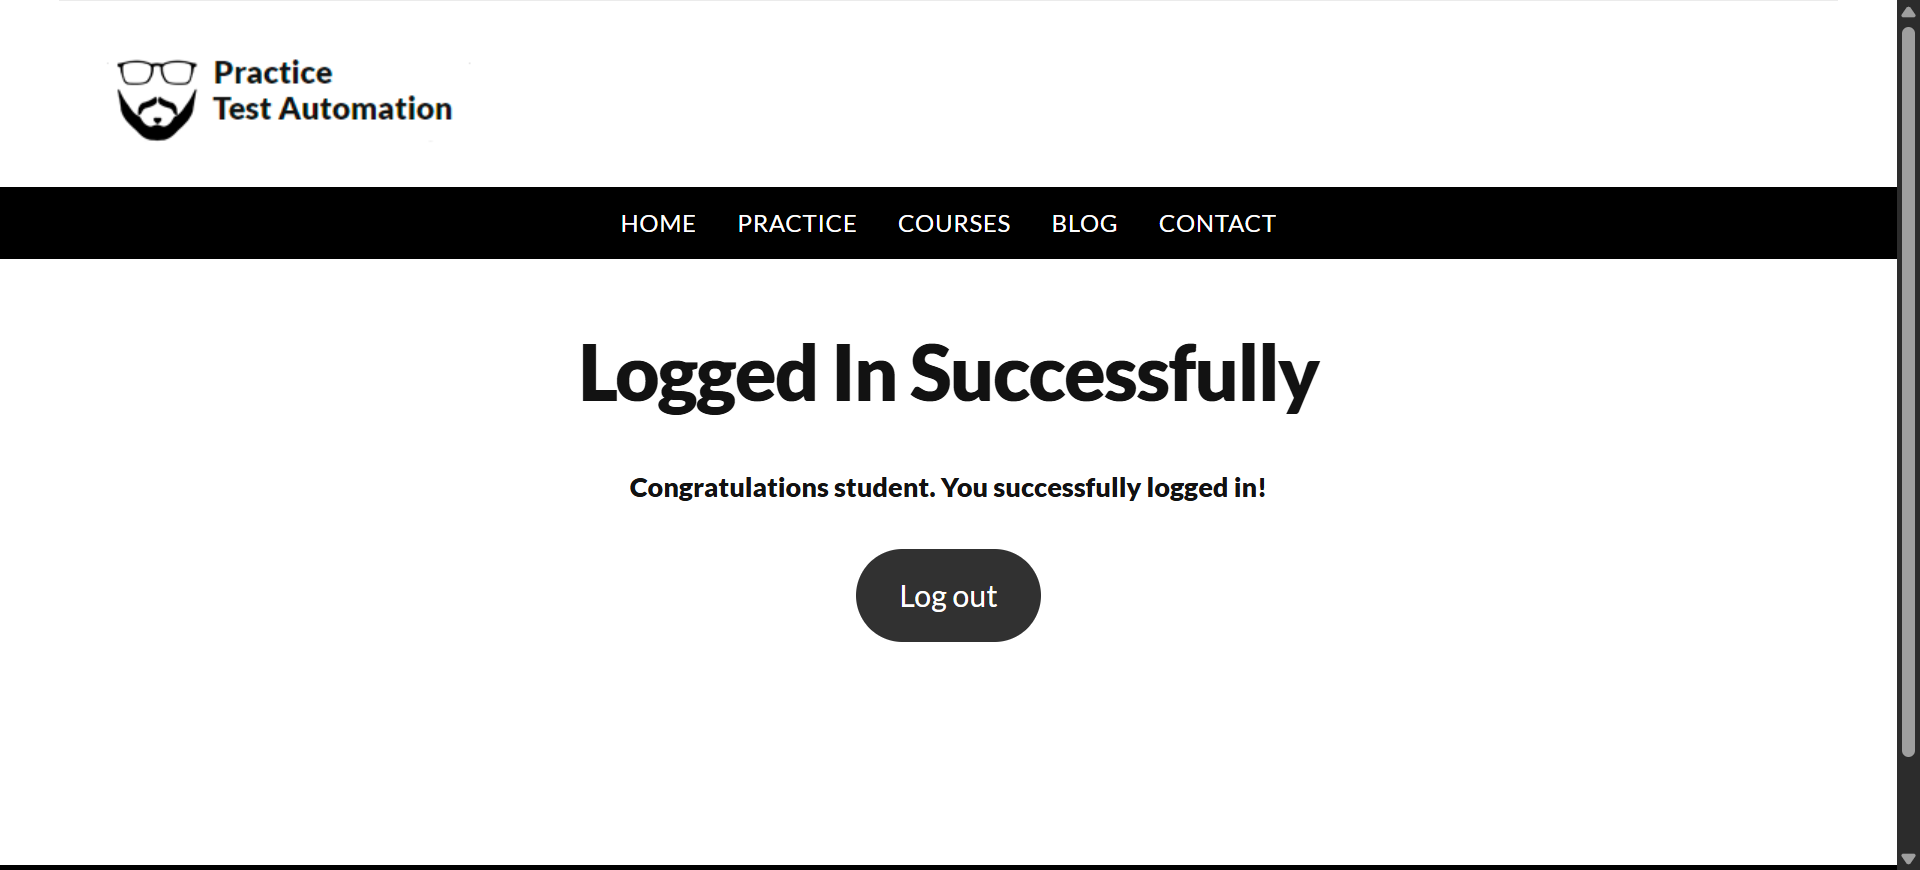 Practice
Test Automation
HOME PRACTICE COURSES BLOG CONTACT
Logged In Successfully
Congratulations student. You successfully logged in!
Log out